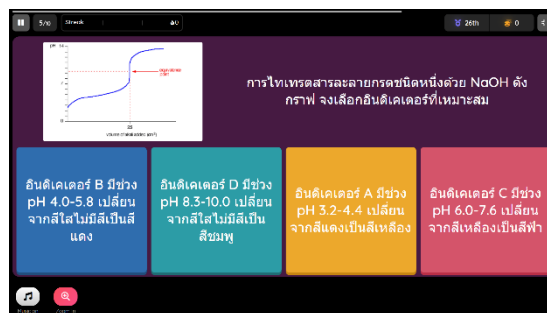 5/10
Streak
26th
0
pH 14
7
0
25
การไทเทรตสารละลายกรดชนิดหนึ่งด้วย NaOH ดัง
กราฟ จงเลือกอินดิเคเตอร์ที่เหมาะสม
อินดิเคเตอร์ B มีช่วง
pH 4.0-5.8 เปลี่ยน
จากสีใสไม่มีสีเป็นสี
แดง
อินดิเคเตอร์ D มีช่วง
pH 8.3-10.0 เปลี่ยน
จากสีใสไม่มีสีเป็น
สีชมพู
อินดิเคเตอร์ A มีช่วง
pH 3.2-4.4 เปลี่ยน
จากสีแดงเป็นสีเหลือง
อินดิเคเตอร์ C มีช่วง
pH 6.0-7.6 เปลี่ยน
จากสีเหลืองเป็นสีฟ้า